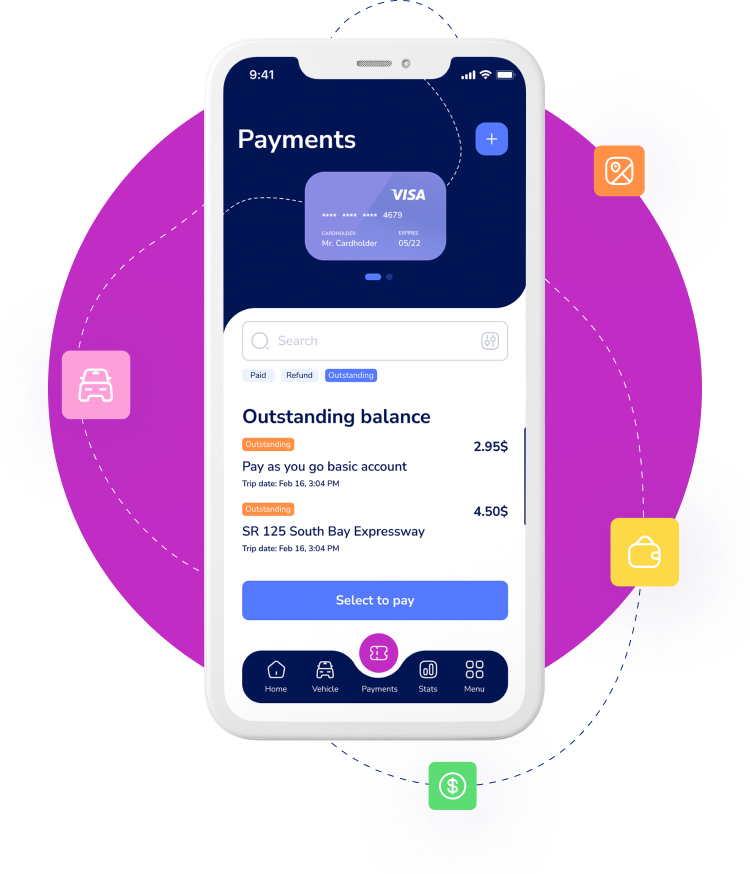 9:41
Payments
VISA
**** **** **** 4679
CARDHOLDER EXPIRES
Mr. Cardholder 05/22
Search
Paid Refund Outstanding
Outstanding balance
Outstanding 2.95$
Pay as you go basic account
Trip date: Feb 16, 3:04 PM
Outstanding 4.50$
SR 125 South Bay Expressway
Trip date: Feb 16, 3:04 PM
Select to pay
Home Vehicle Payments Stats Menu